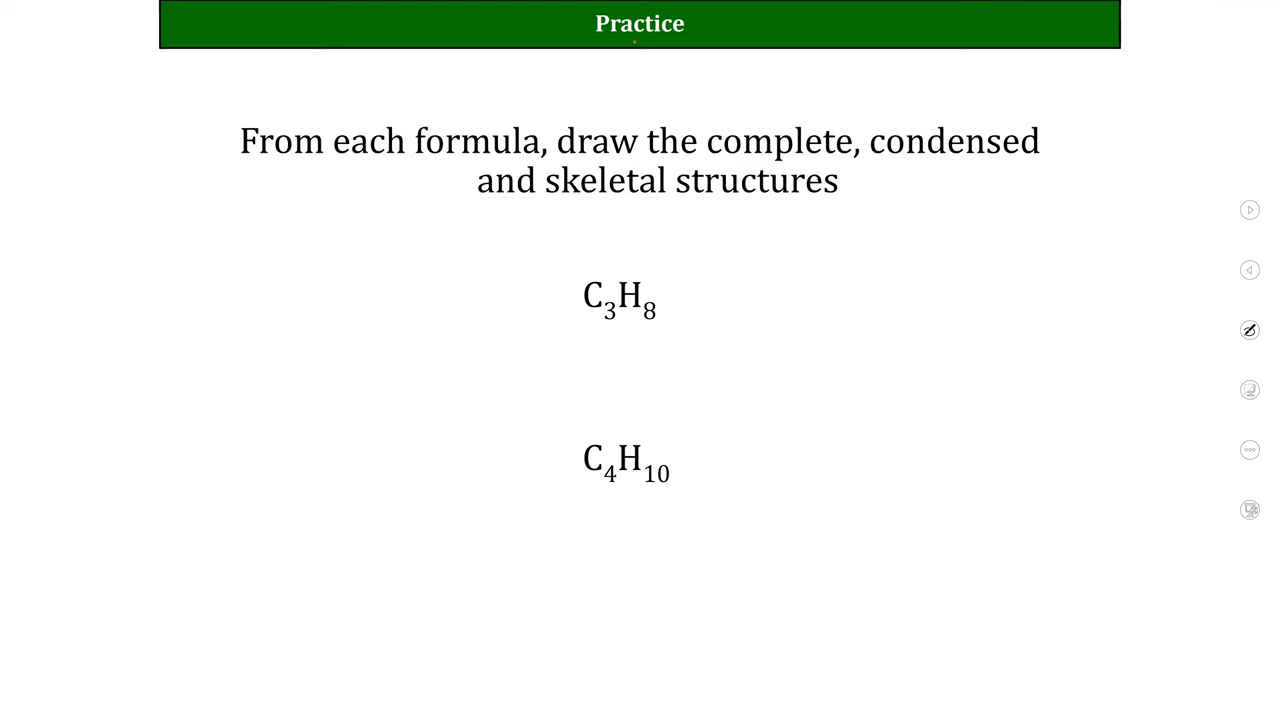 Practice
From each formula, draw the complete, condensed
and skeletal structures
C₃H₈
C₄H₁₀